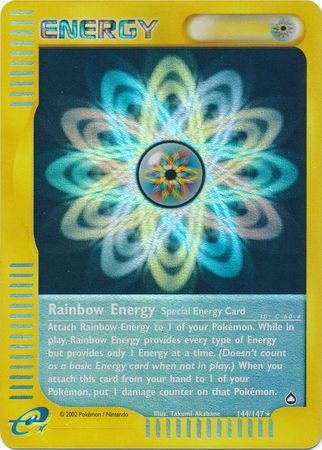 ENERGY
Rainbow Energy Special Energy Card
ID: C-60-#
Attach Rainbow Energy to 1 of your Pokémon. While in
play, Rainbow Energy provides every type of Energy
but provides only 1 Energy at a time. (Doesn't count
as a basic Energy card when not in play.) When you
attach this card from your hand to 1 of your
Pokémon, put 1 damage counter on that Pokémon.
e
© 2002 Pokémon / Nintendo Illus. Takumi Akabane 144/147 ★